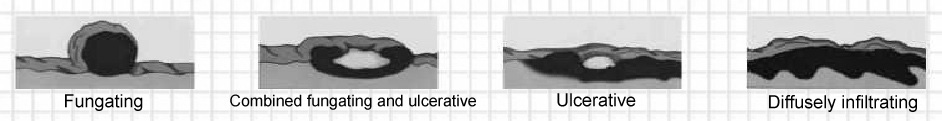 Fungating
Combined fungating and ulcerative
Ulcerative
Diffusely infiltrating